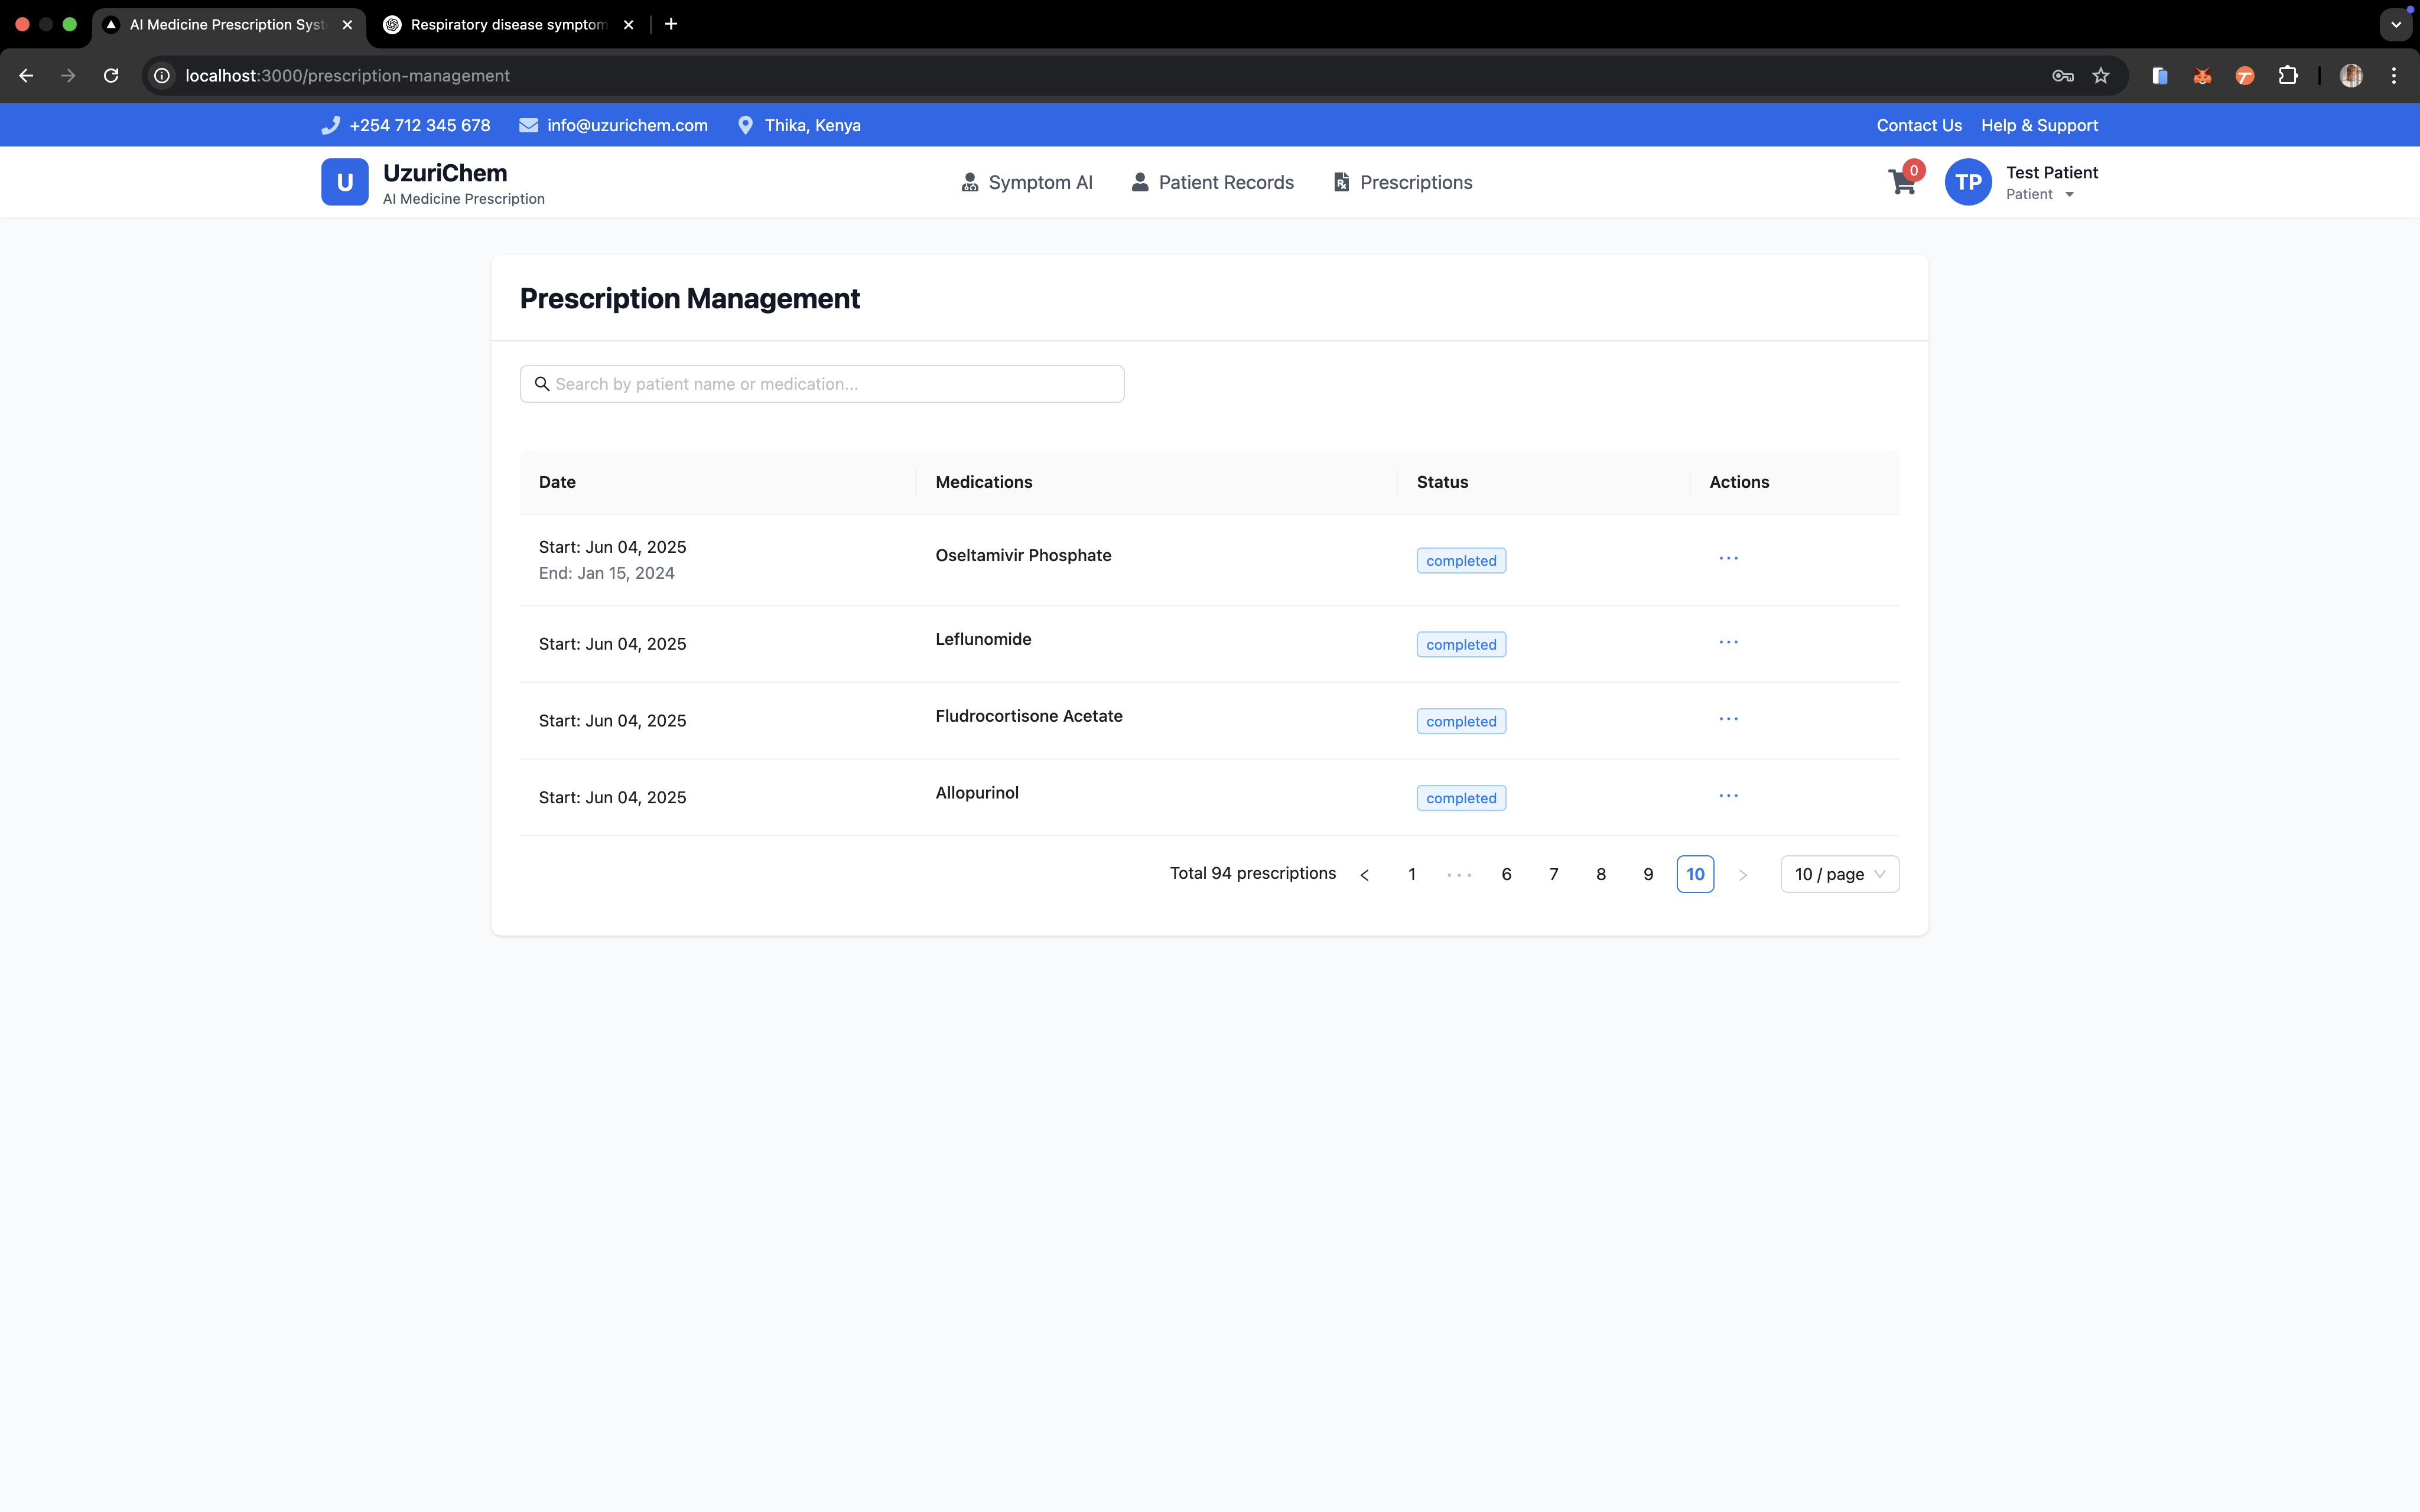 AI Medicine Prescription Syst
Respiratory disease symptom
localhost:3000/prescription-management
+254 712 345 678
info@uzurichem.com
Thika, Kenya
Contact Us
Help & Support
U
UzuriChem
AI Medicine Prescription
Symptom AI
Patient Records
Prescriptions
0
TP
Test Patient
Patient
Prescription Management
Search by patient name or medication...
Date Medications Status Actions
Start: Jun 04, 2025
End: Jan 15, 2024
Oseltamivir Phosphate
completed
···
Start: Jun 04, 2025
Leflunomide
completed
···
Start: Jun 04, 2025
Fludrocortisone Acetate
completed
···
Start: Jun 04, 2025
Allopurinol
completed
···
Total 94 prescriptions < 1 ··· 6 7 8 9 10 > 10 / page